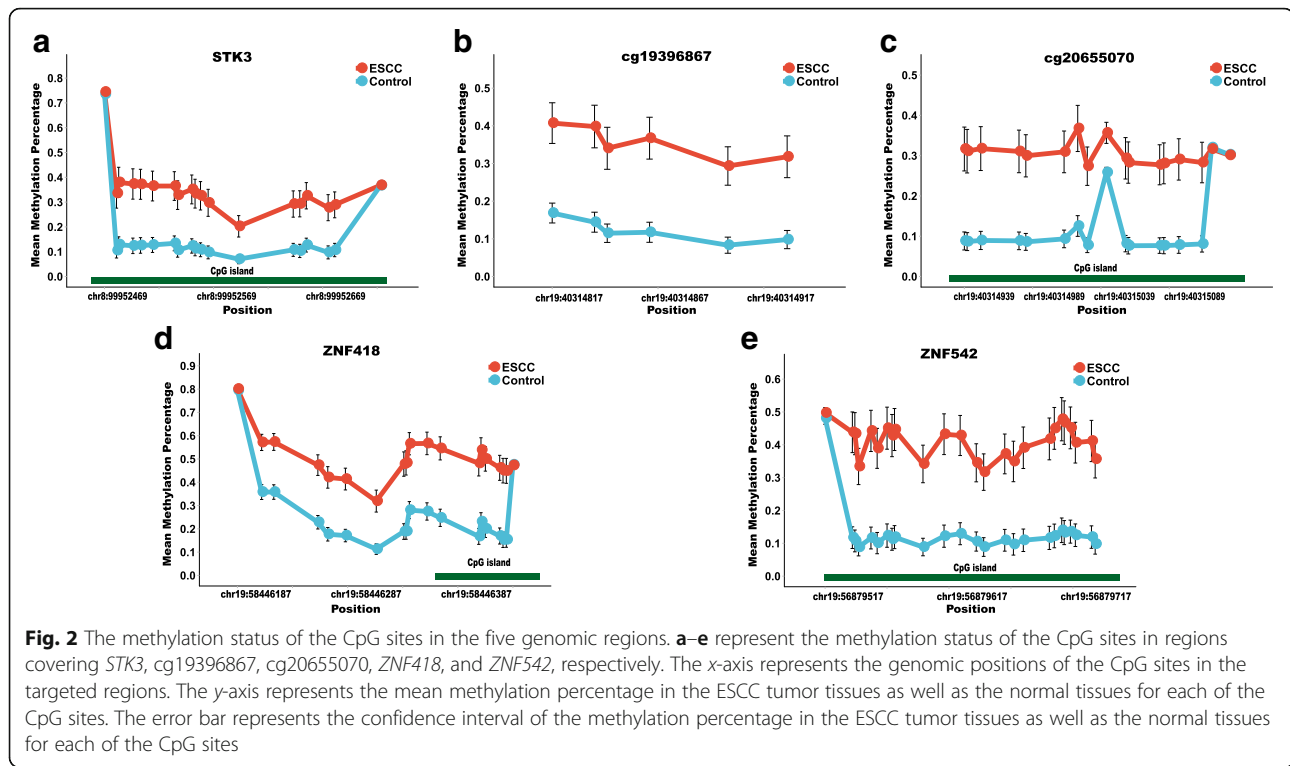 a
STK3
ESCC
Control
Mean Methylation Percentage
0.8
0.7
0.6
0.5
0.4
0.3
0.2
0.1
0.0
CpG island
chr8:99952469 chr8:99952569 chr8:99952669
Position
b
cg19396867
ESCC
Control
Mean Methylation Percentage
0.5
0.4
0.3
0.2
0.1
0.0
chr19:40314817 chr19:40314867 chr19:40314917
Position
c
cg20655070
ESCC
Control
Mean Methylation Percentage
0.5
0.4
0.3
0.2
0.1
0.0
CpG island
chr19:40314939 chr19:40314989 chr19:40315039 chr19:40315089
Position
d
ZNF418
ESCC
Control
Mean Methylation Percentage
0.9
0.8
0.7
0.6
0.5
0.4
0.3
0.2
0.1
0.0
CpG island
chr19:58446187 chr19:58446287 chr19:58446387
Position
e
ZNF542
ESCC
Control
Mean Methylation Percentage
0.6
0.5
0.4
0.3
0.2
0.1
0.0
CpG island
chr19:56879517 chr19:56879617 chr19:56879717
Position
Fig. 2 The methylation status of the CpG sites in the five genomic regions. a–e represent the methylation status of the CpG sites in regions
covering STK3, cg19396867, cg20655070, ZNF418, and ZNF542, respectively. The x-axis represents the genomic positions of the CpG sites in the
targeted regions. The y-axis represents the mean methylation percentage in the ESCC tumor tissues as well as the normal tissues for each of the
CpG sites. The error bar represents the confidence interval of the methylation percentage in the ESCC tumor tissues as well as the normal tissues
for each of the CpG sites